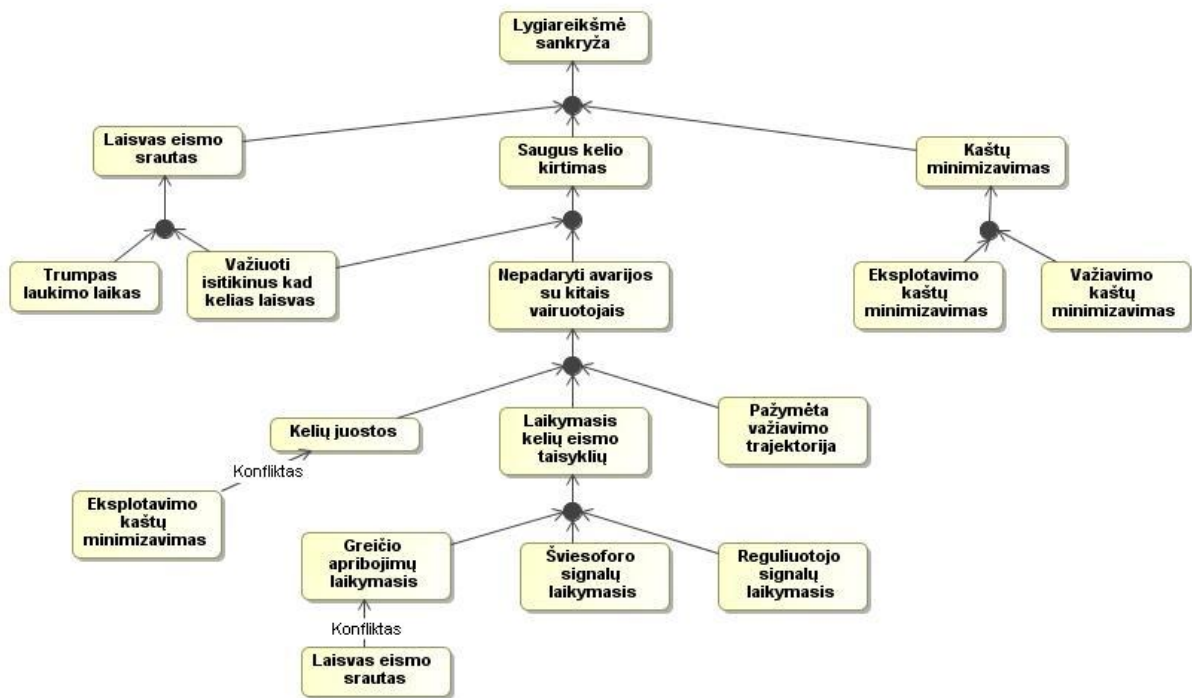 Lygiareikšmė
sankryža
Laisvas eismo
srautas
Saugus kelio
kirtimas
Kaštų
minimizavimas
Trumpas
laukimo laikas
Važiuoti
isitikinus kad
kelias laisvas
Nepadaryti avarijos
su kitais
vairuotojais
Eksplotavimo
kaštų
minimizavimas
Važiavimo
kaštų
minimizavimas
Kelių juostos
Laikymasis
kelių eismo
taisyklių
Pažymėta
važiavimo
trajektorija
Konfliktas
Eksplotavimo
kaštų
minimizavimas
Greičio
apribojimų
laikymasis
Šviesoforo
signalų
laikymasis
Reguliuotojo
signalų
laikymasis
Konfliktas
Laisvas eismo
srautas